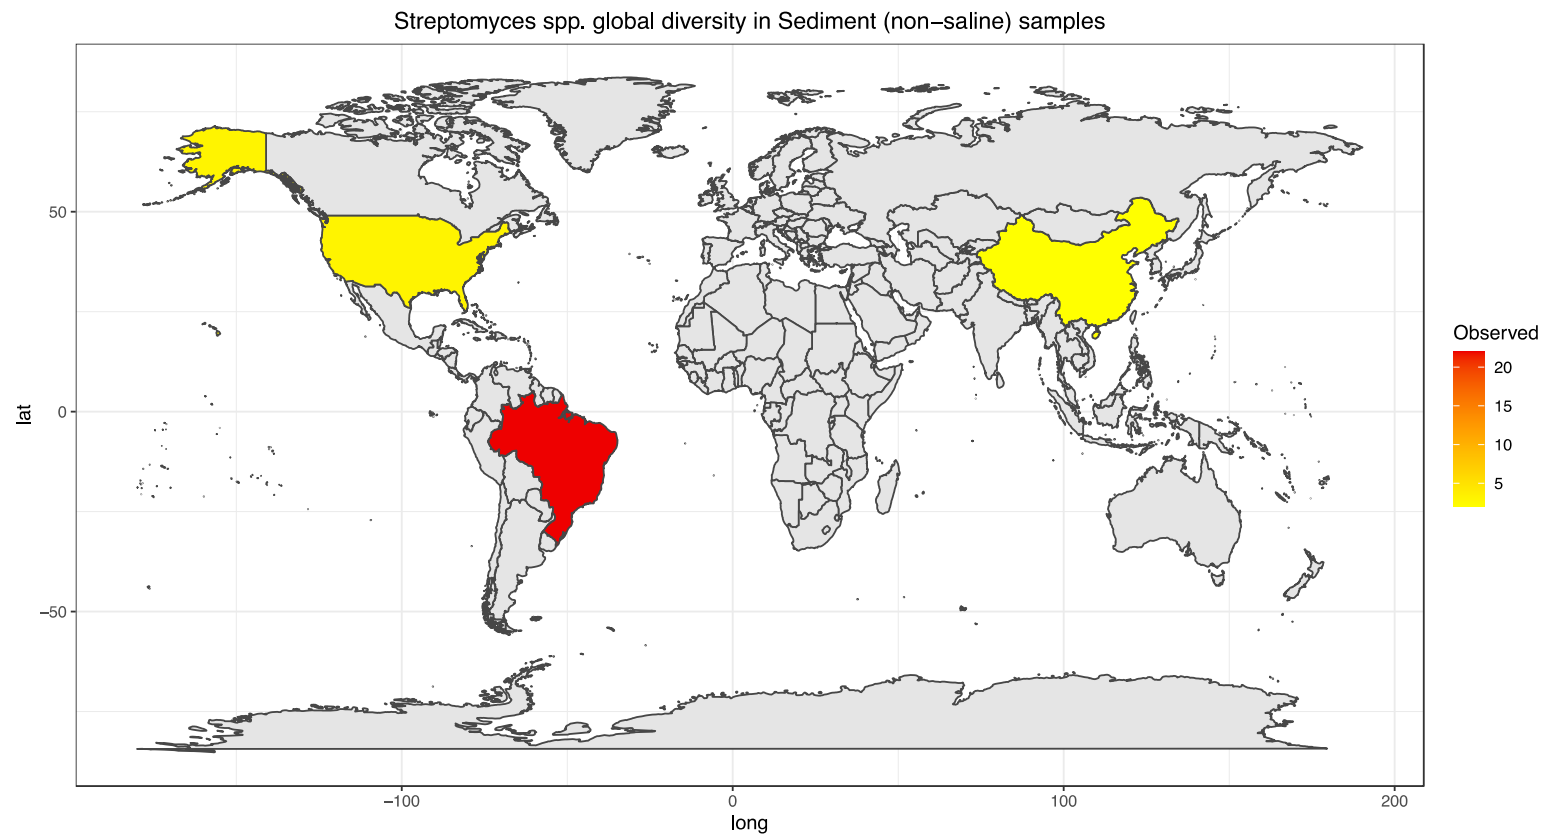 Streptomyces spp. global diversity in Sediment (non−saline) samples
50
0
−50
lat
−100
0
100
200
long
Observed
20
15
10
5